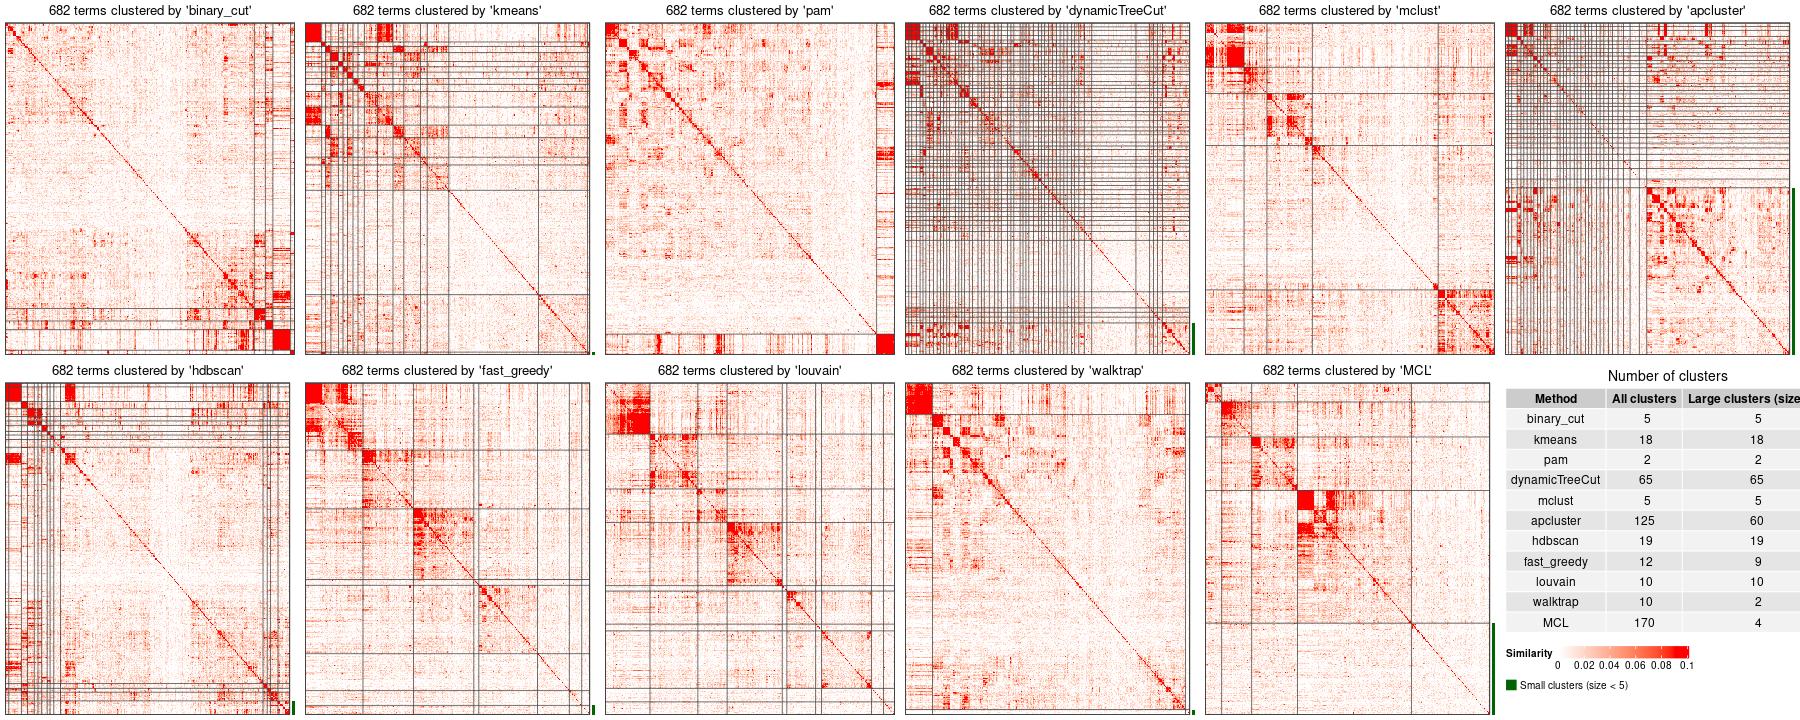 682 terms clustered by 'binary_cut'
682 terms clustered by 'kmeans'
682 terms clustered by 'pam'
682 terms clustered by 'dynamicTreeCut'
682 terms clustered by 'mclust'
682 terms clustered by 'apcluster'
682 terms clustered by 'hdbscan'
682 terms clustered by 'fast_greedy'
682 terms clustered by 'louvain'
682 terms clustered by 'walktrap'
682 terms clustered by 'MCL'
Number of clusters
Method All clusters Large clusters (size
binary_cut 5 5
kmeans 18 18
pam 2 2
dynamicTreeCut 65 65
mclust 5 5
apcluster 125 60
hdbscan 19 19
fast_greedy 12 9
louvain 10 10
walktrap 10 2
MCL 170 4
Similarity
0 0.02 0.04 0.06 0.08 0.1
Small clusters (size < 5)